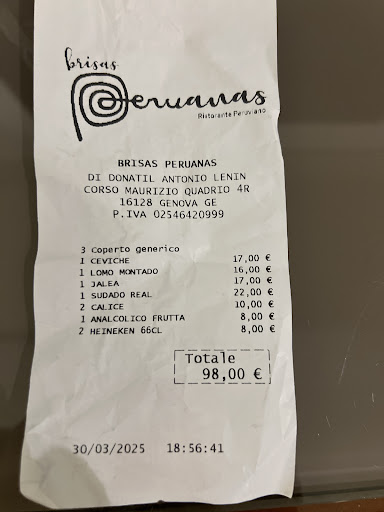 brisas
Peruanas
Ristorante Peruviano
BRISAS PERUANAS
DI DONATIL ANTONIO LENIN
CORSO MAURIZIO QUADRIO 4R
16128 GENOVA GE
P.IVA 02546420999
3 Coperto generico
1 CEVICHE 17,00 €
1 LOMO MONTADO 16,00 €
1 JALEA 17,00 €
1 SUDADO REAL 22,00 €
2 CALICE 10,00 €
1 ANALCOLICO FRUTTA 8,00 €
2 HEINEKEN 66CL 8,00 €
Totale
98,00 €
30/03/2025 18:56:41